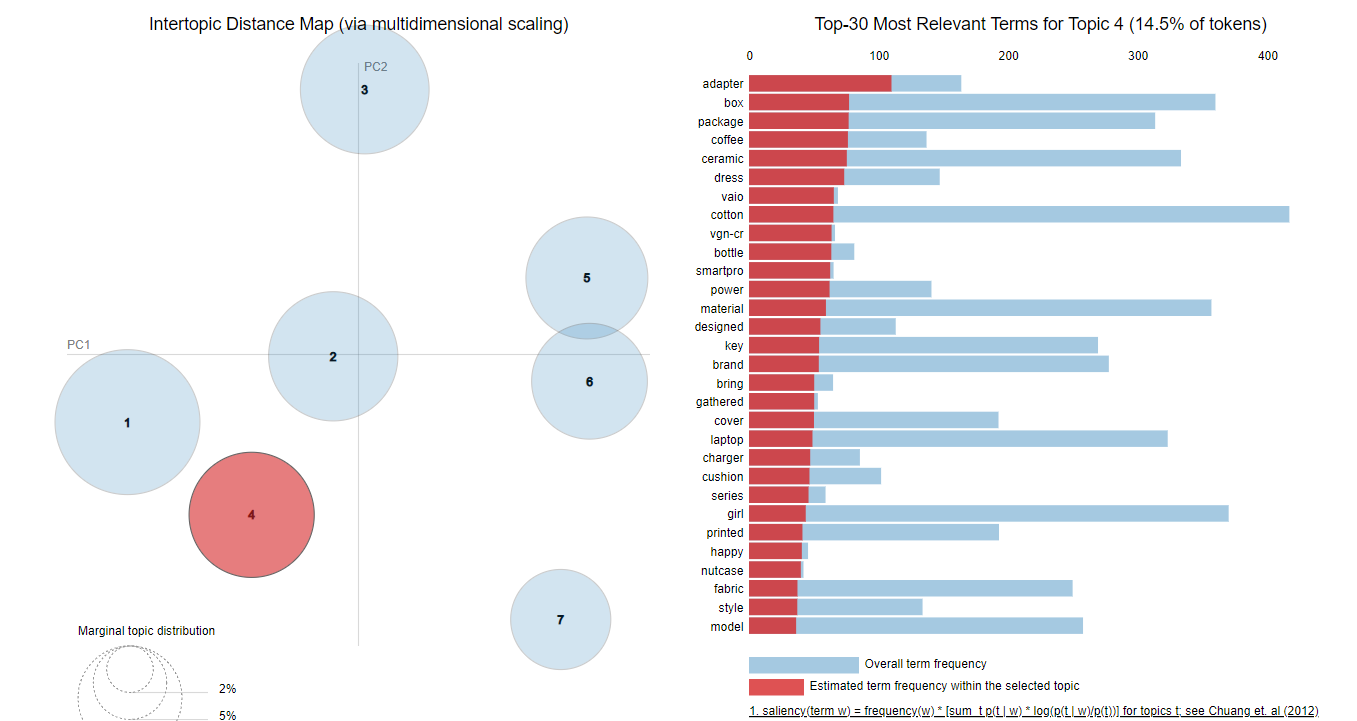 Intertopic Distance Map (via multidimensional scaling)
PC2
3
5
PC1
2
6
1
4
7
Marginal topic distribution
2%
5%
Top-30 Most Relevant Terms for Topic 4 (14.5% of tokens)
0 100 200 300 400
adapter
box
package
coffee
ceramic
dress
vaio
cotton
vgn-cr
bottle
smartpro
power
material
designed
key
brand
bring
gathered
cover
laptop
charger
cushion
series
girl
printed
happy
nutcase
fabric
style
model
Overall term frequency
Estimated term frequency within the selected topic
1. saliency(term w) = frequency(w) * [sum_t p(t | w) * log(p(t | w)/p(t))] for topics t; see Chuang et. al (2012)